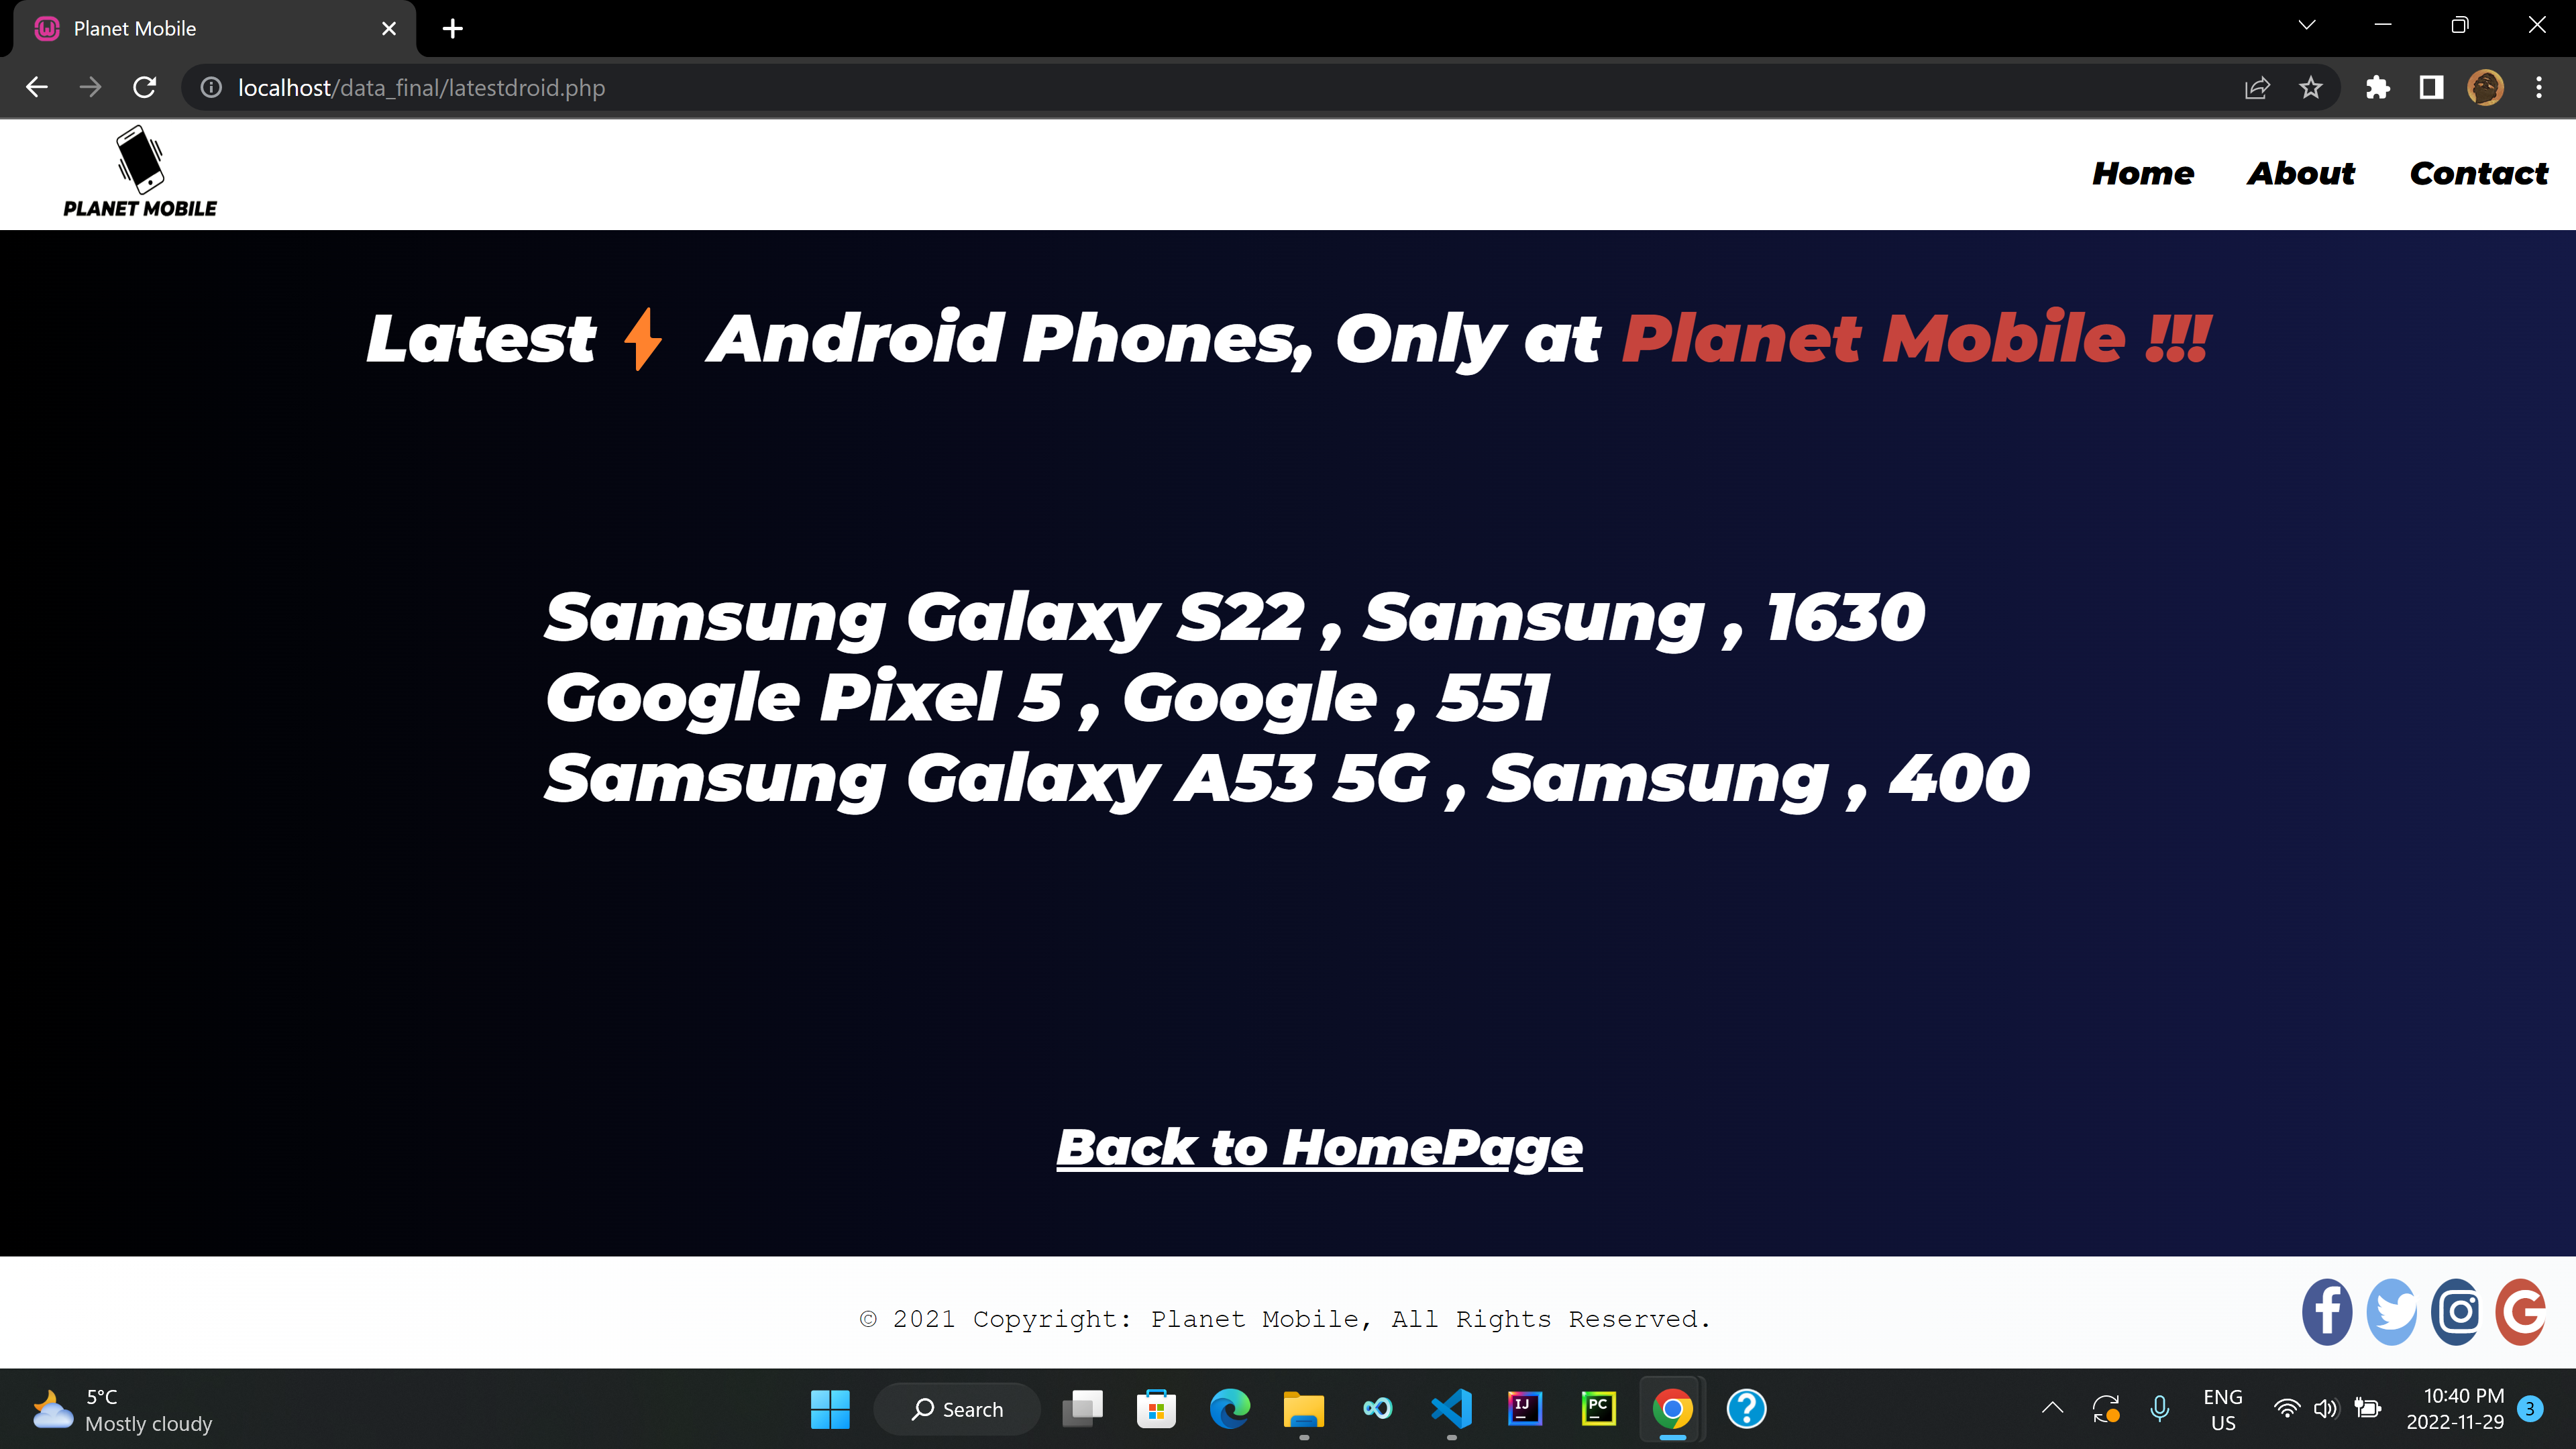 Planet Mobile
localhost/data_final/latestdroid.php
PLANET MOBILE
Home About Contact
Latest Android Phones, Only at Planet Mobile !!!
Samsung Galaxy S22 , Samsung , 1630
Google Pixel 5 , Google , 551
Samsung Galaxy A53 5G , Samsung , 400
Back to HomePage
© 2021 Copyright: Planet Mobile, All Rights Reserved.
5°C
Mostly cloudy
Search
IJ
PC
ENG
US
10:40 PM
2022-11-29
3